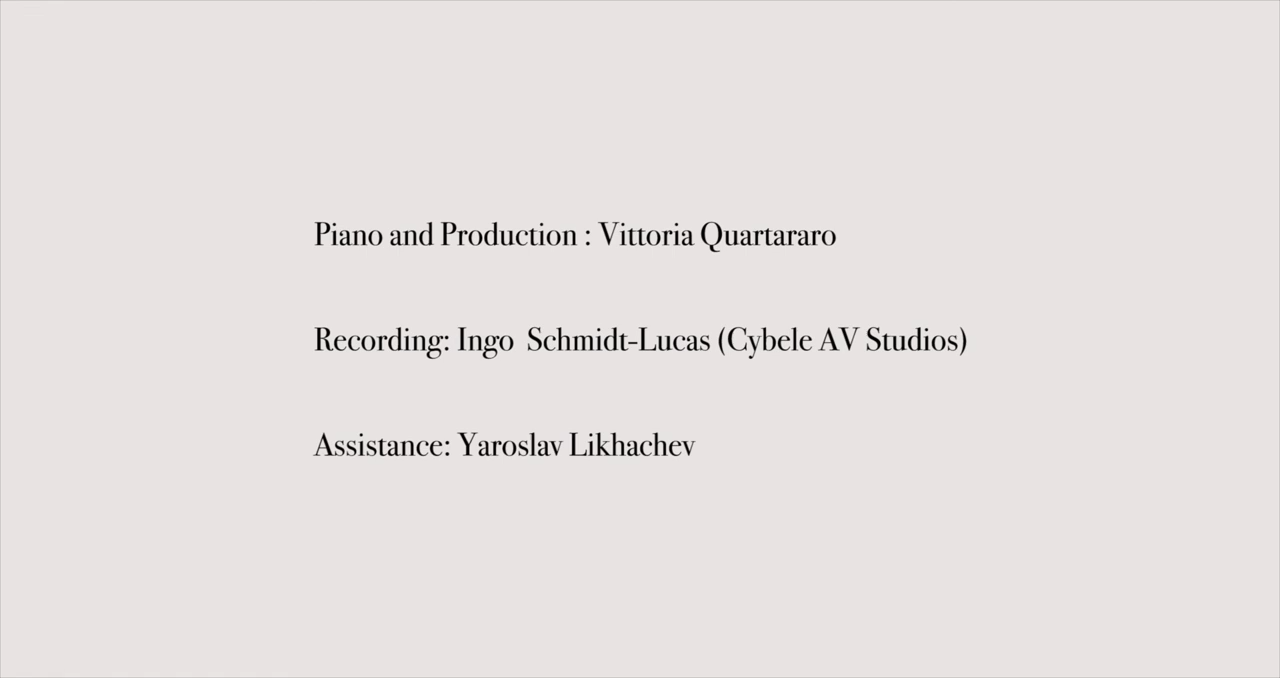 Piano and Production : Vittoria Quartararo
Recording: Ingo  Schmidt-Lucas (Cybele AV Studios)
Assistance: Yaroslav Likhachev